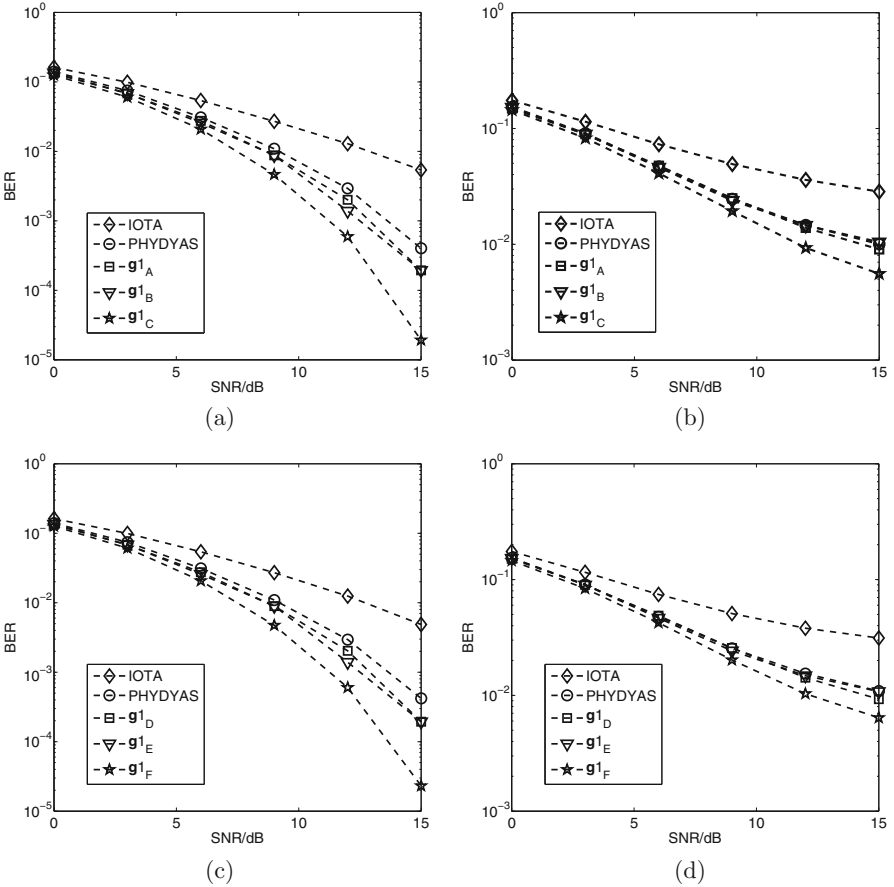 10^0
10^-1
10^-2
10^-3
10^-4
10^-5
BER
0 5 10 15
SNR/dB
IOTA
PHYDYAS
g1_A
g1_B
g1_C
(a)
10^0
10^-1
10^-2
10^-3
BER
0 5 10 15
SNR/dB
IOTA
PHYDYAS
g1_A
g1_B
g1_C
(b)
10^0
10^-1
10^-2
10^-3
10^-4
10^-5
BER
0 5 10 15
SNR/dB
IOTA
PHYDYAS
g1_D
g1_E
g1_F
(c)
10^0
10^-1
10^-2
10^-3
BER
0 5 10 15
SNR/dB
IOTA
PHYDYAS
g1_D
g1_E
g1_F
(d)